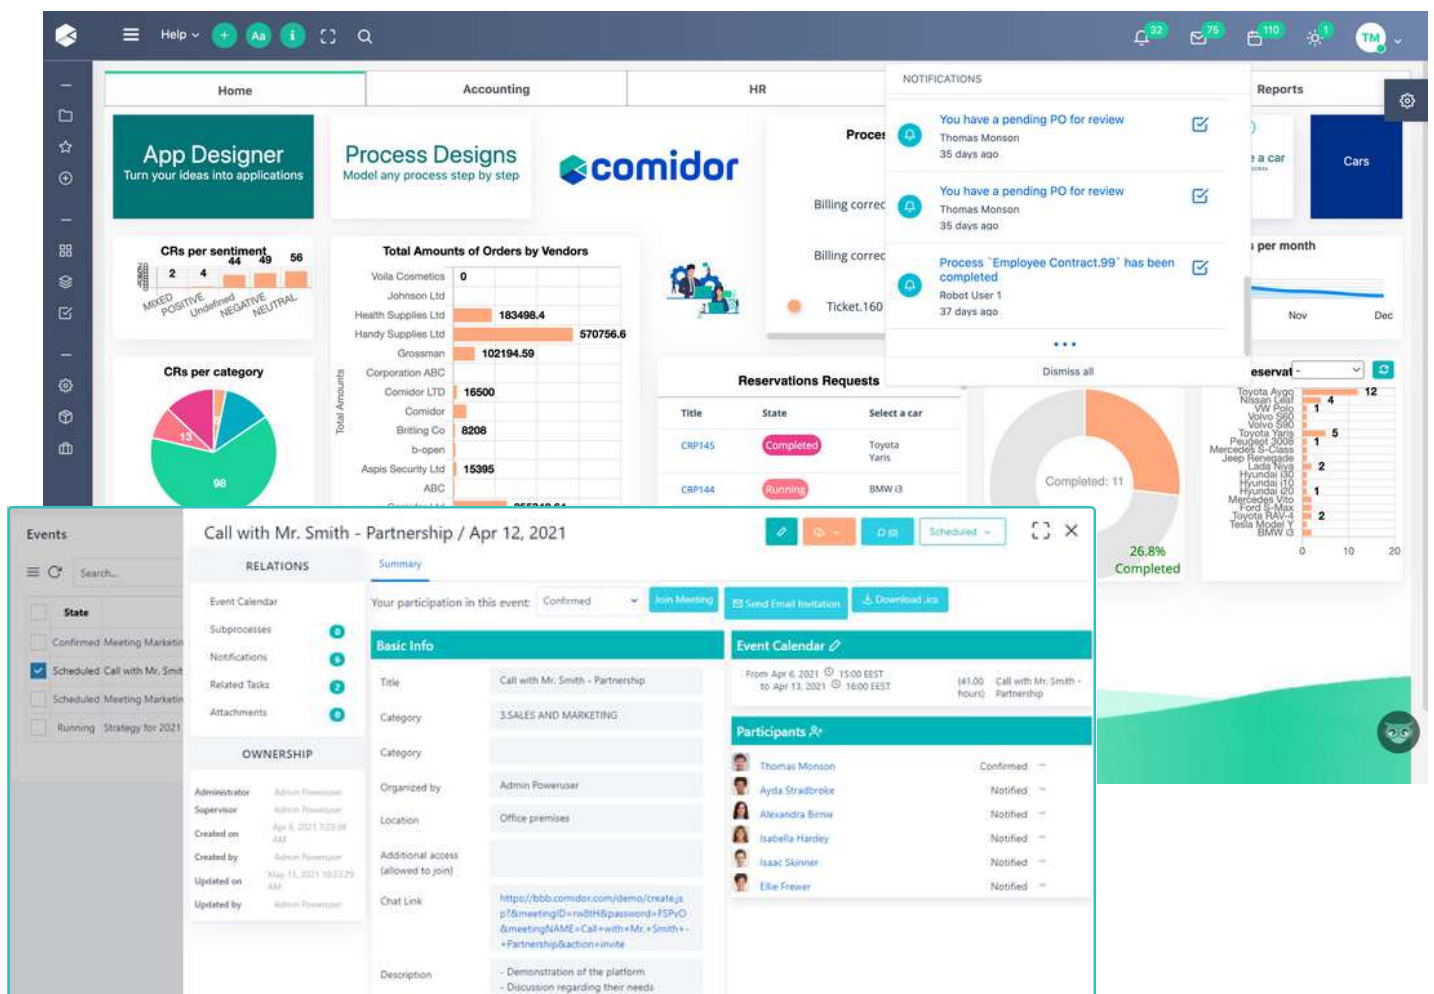 Help
Aa
i
32
75
110
1
TM
Home
Accounting
HR
Reports
NOTIFICATIONS
You have a pending PO for review
Thomas Monson
35 days ago
You have a pending PO for review
Thomas Monson
35 days ago
Process `Employee Contract.99` has been
completed
Robot User 1
37 days ago
Dismiss all
App Designer
Turn your ideas into applications
Process Designs
Model any process step by step
comidor
Proces
Billing correc
Billing correc
Ticket.160
e a car
Cars
CRs per sentiment
2
4
44
49
56
MIXED
POSITIVE
Undefined
NEGATIVE
NEUTRAL
Total Amounts of Orders by Vendors
Total Amounts
Voila Cosmetics 0
Johnson Ltd
Health Supplies Ltd 183498.4
Handy Supplies Ltd 570756.6
Grossman 102194.59
Corporation ABC
Comidor LTD 16500
Comidor
Britling Co 8208
b-open
Aspis Security Ltd 15395
ABC
CRs per category
13
98
Reservations Requests
Title State Select a car
CRP145 Completed Toyota
Yaris
CRP144 Running BMW i3
per month
Nov Dec
Completed: 11
26.8%
Completed
eservat -
Toyota Aygo 12
Nissan Leaf 4
VW Polo 1
Volvo S60
Volvo S90
Toyota Yaris 5
Peugeot 3008 1
Mercedes S-Class
Jeep Renegade
Lada Niva 2
Hyundai i30
Hyundai i10
Hyundai i20 1
Mercedes Vito
Ford S-Max
Toyota RAV-4 2
Tesla Model Y
BMW i3
0 10 20
Events
Search...
State
Confirmed Meeting Marketin
Scheduled Call with Mr. Smit
Scheduled Meeting Marketin
Running Strategy for 2021
Call with Mr. Smith - Partnership / Apr 12, 2021
Scheduled
RELATIONS
Event Calendar
Subprocesses 0
Notifications 6
Related Tasks 2
Attachments 0
OWNERSHIP
Administrator Admin Poweruser
Supervisor Admin Poweruser
Created on Apr 6, 2021 7:23:38
AM
Created by Admin Poweruser
Updated on May 13, 2021 10:33:29
AM
Updated by Admin Poweruser
Summary
Your participation in this event: Confirmed
Join Meeting
Send Email Invitation
Download .ics
Basic Info
Title Call with Mr. Smith - Partnership
Category 3.SALES AND MARKETING
Category
Organized by Admin Poweruser
Location Office premises
Additional access
(allowed to join)
Chat Link https://bbb.comidor.com/demo/create.js
p?&meetingID=rw8tH&password=FSPvO
&meetingNAME=Call+with+Mr.+Smith+-
+Partnership&action=invite
Description - Demonstration of the platform
- Discussion regarding their needs
Event Calendar
From Apr 6, 2021 15:00 EEST
to Apr 13, 2021 16:00 EEST
(41.00
hours)
Call with Mr. Smith -
Partnership
Participants
Thomas Monson Confirmed
Ayda Stradbroke Notified
Alexandra Birnie Notified
Isabella Hardey Notified
Isaac Skinner Notified
Ellie Frewer Notified